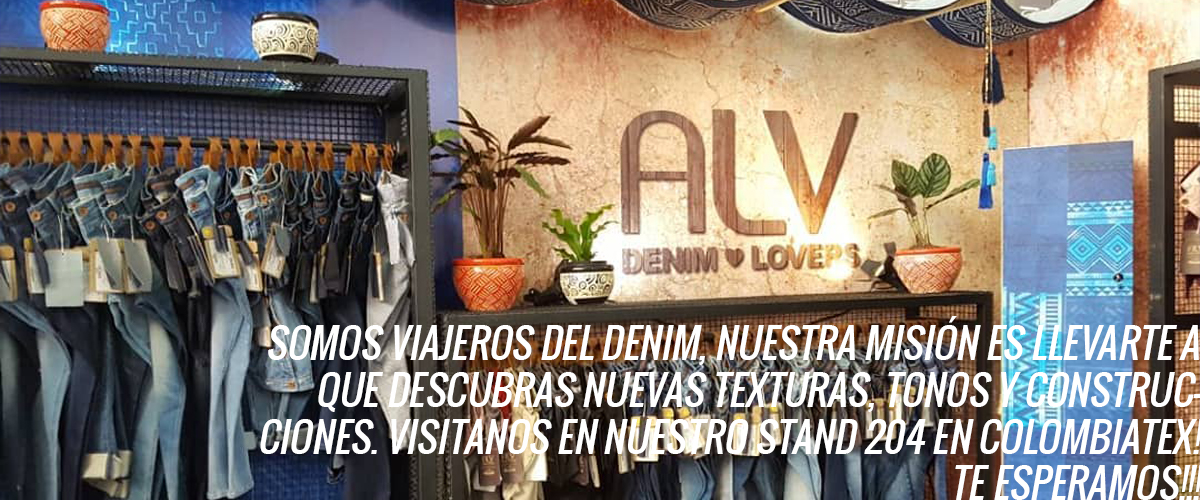 ALV
DENIM ♥ LOVERS
SOMOS VIAJEROS DEL DENIM, NUESTRA MISIÓN ES LLEVARTE A
QUE DESCUBRAS NUEVAS TEXTURAS, TONOS Y CONSTRUC-
CIONES. VISITANOS EN NUESTRO STAND 204 EN COLOMBIATEX!
TE ESPERAMOS!!!